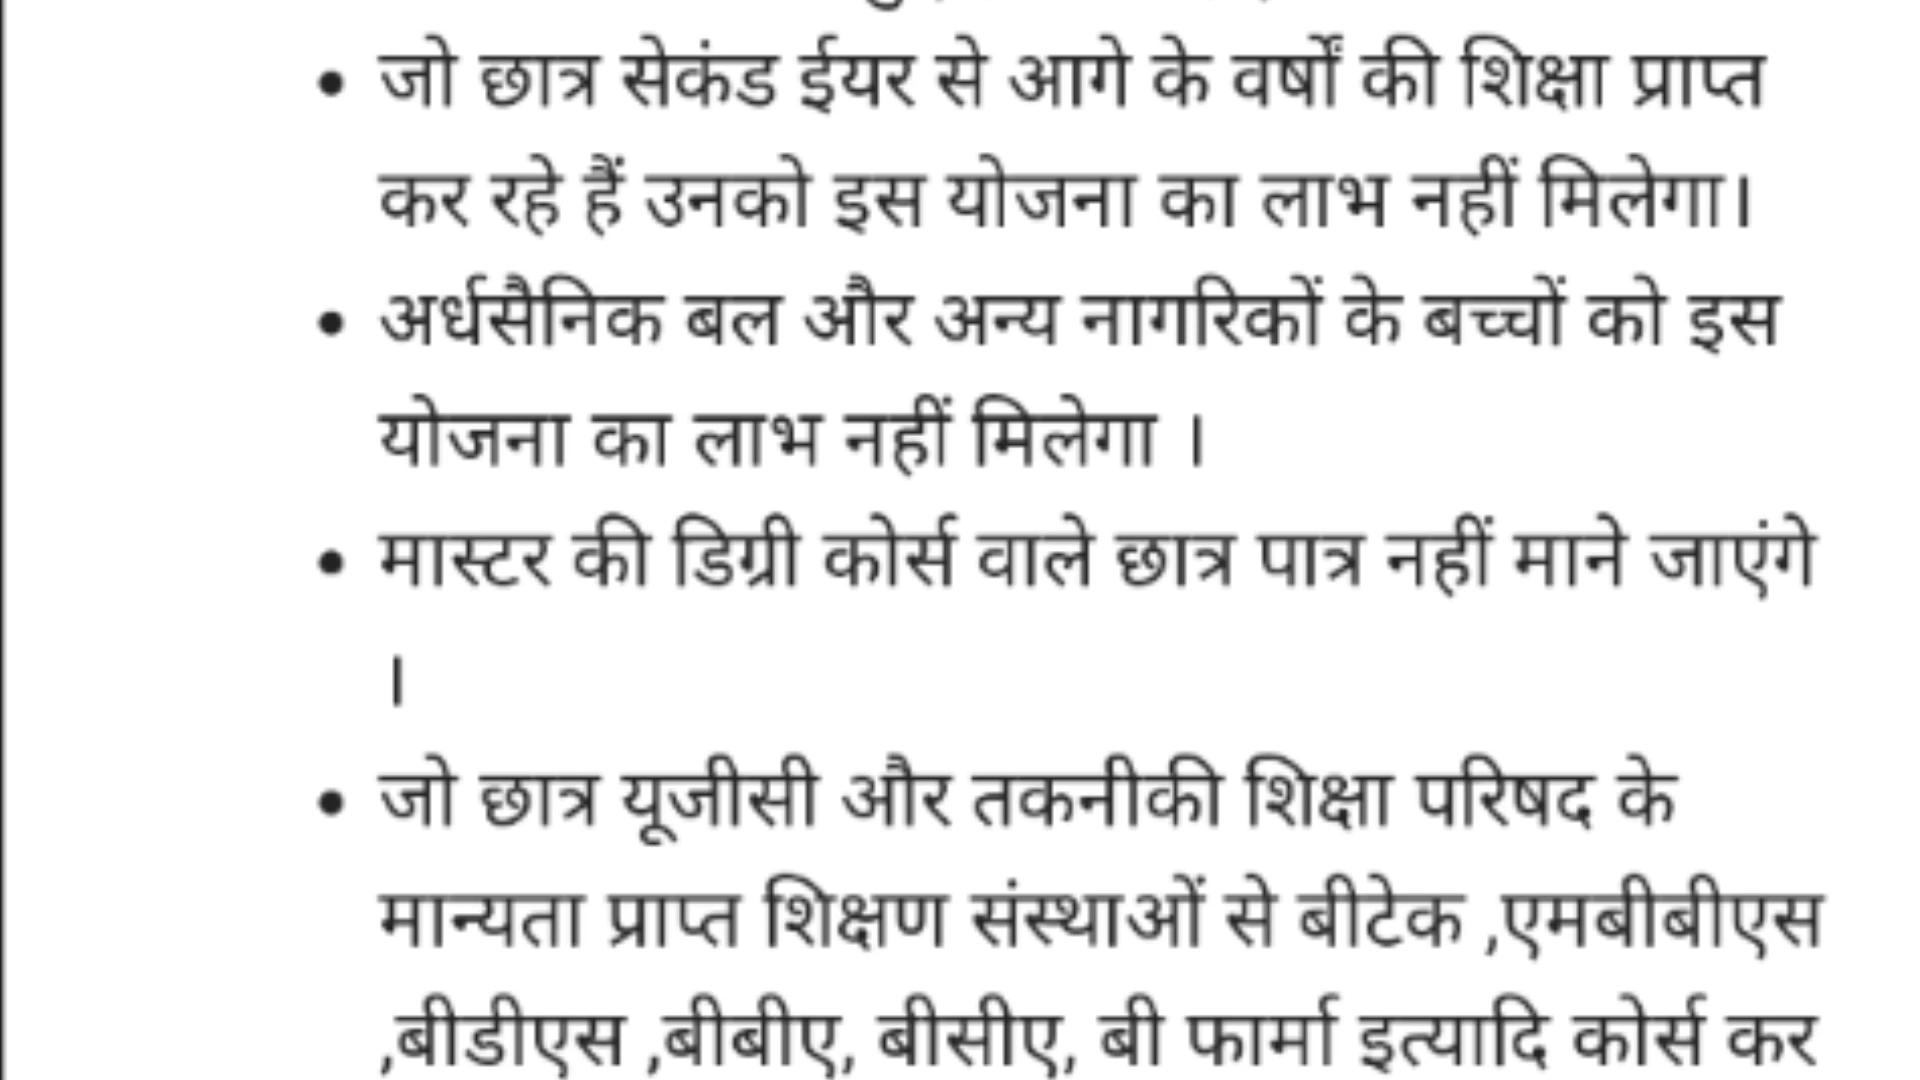 • जो छात्र सेकंड ईयर से आगे के वर्षों की शिक्षा प्राप्त
कर रहे हैं उनको इस योजना का लाभ नहीं मिलेगा।
• अर्धसैनिक बल और अन्य नागरिकों के बच्चों को इस
योजना का लाभ नहीं मिलेगा ।
• मास्टर की डिग्री कोर्स वाले छात्र पात्र नहीं माने जाएंगे
।
• जो छात्र यूजीसी और तकनीकी शिक्षा परिषद के
मान्यता प्राप्त शिक्षण संस्थाओं से बीटेक ,एमबीबीएस
,बीडीएस ,बीबीए, बीसीए, बी फार्मा इत्यादि कोर्स कर